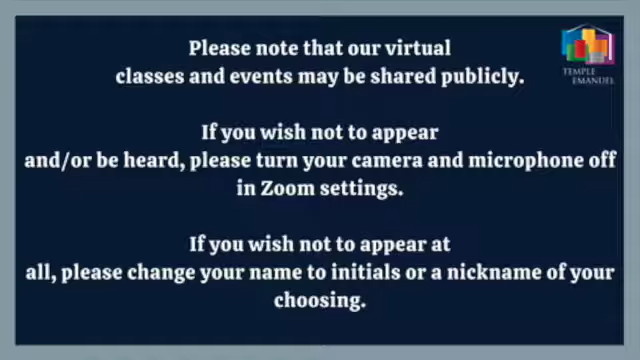 Please note that our virtual
classes and events may be shared publicly.
TEMPLE
EMANUEL
If you wish not to appear
and/or be heard, please turn your camera and microphone off
in Zoom settings.
If you wish not to appear at
all, please change your name to initials or a nickname of your
choosing.